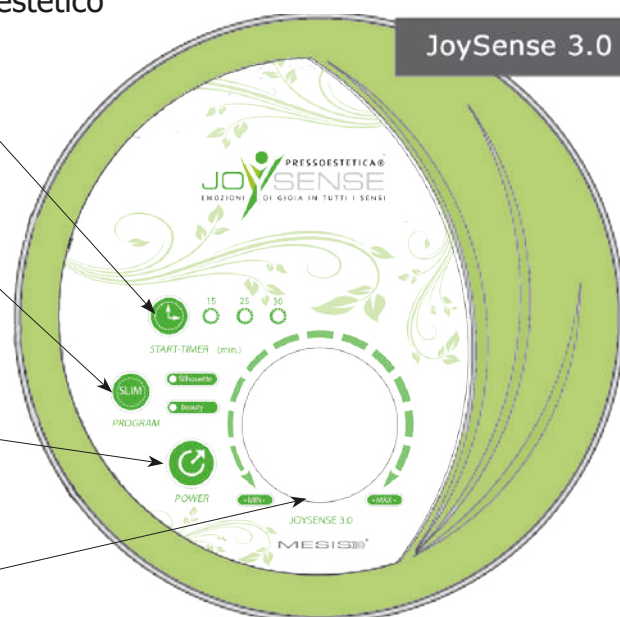 estetico
JoySense 3.0
PRESSOESTETICA®
JOYSENSE
EMOZIONI DI GIOIA IN TUTTI I SENSI
15 25 30
START-TIMER (min.)
Silhouette
SLIM
Beauty
PROGRAM
POWER
•MIN• •MAX•
JOYSENSE 3.0
MESIS